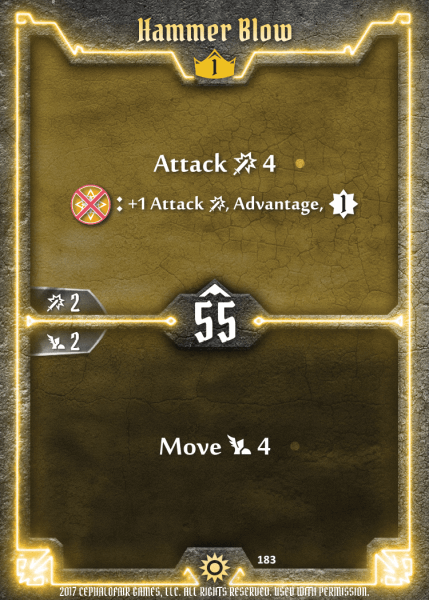 Hammer Blow
1
Attack 4
: +1 Attack , Advantage, 1
2
55
2
Move 4
183
2017 CEPHALOFAIR GAMES, LLC. ALL RIGHTS RESERVED. USED WITH PERMISSION.